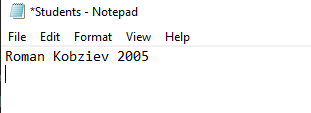 *Students - Notepad
File Edit Format View Help
Roman Kobziev 2005